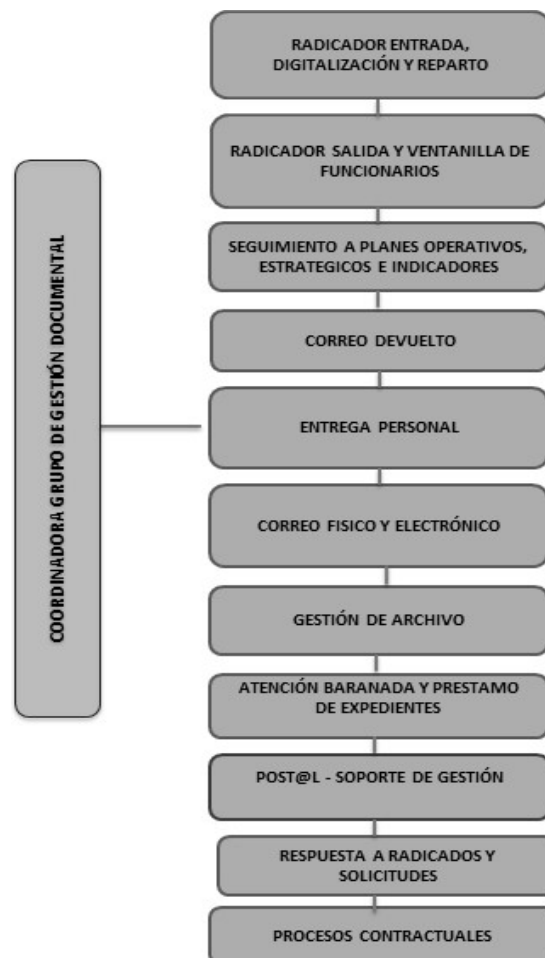 COORDINADORA GRUPO DE GESTIÓN DOCUMENTAL
RADICADOR ENTRADA,
DIGITALIZACIÓN Y REPARTO
RADICADOR SALIDA Y VENTANILLA DE
FUNCIONARIOS
SEGUIMIENTO A PLANES OPERATIVOS,
ESTRATEGICOS E INDICADORES
CORREO DEVUELTO
ENTREGA PERSONAL
CORREO FISICO Y ELECTRÓNICO
GESTIÓN DE ARCHIVO
ATENCIÓN BARANADA Y PRESTAMO
DE EXPEDIENTES
POST@L - SOPORTE DE GESTIÓN
RESPUESTA A RADICADOS Y
SOLICITUDES
PROCESOS CONTRACTUALES